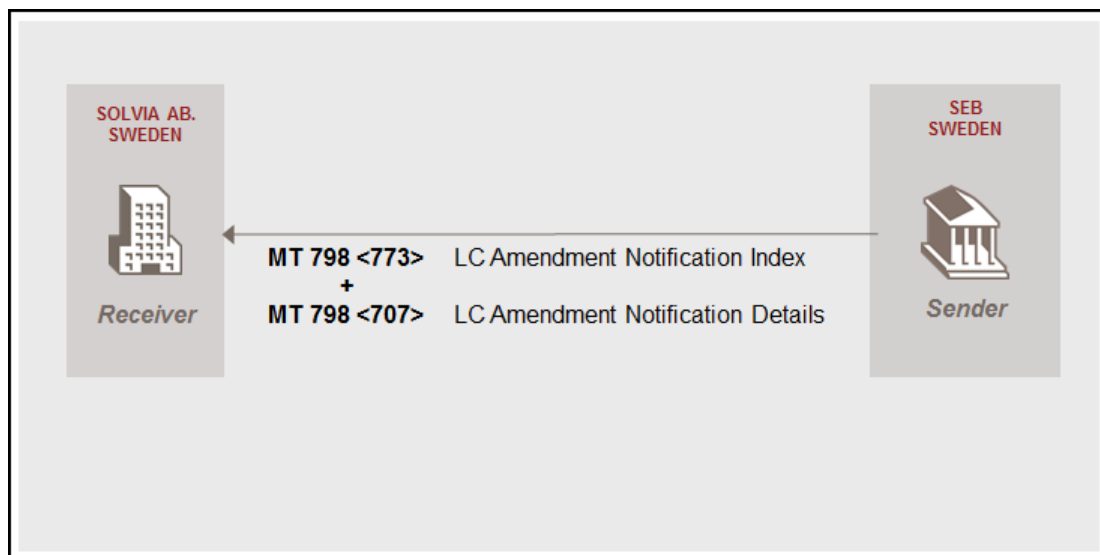 SOLVIA AB.
SWEDEN
Receiver
MT 798 <773> LC Amendment Notification Index
+
MT 798 <707> LC Amendment Notification Details
SEB
SWEDEN
Sender